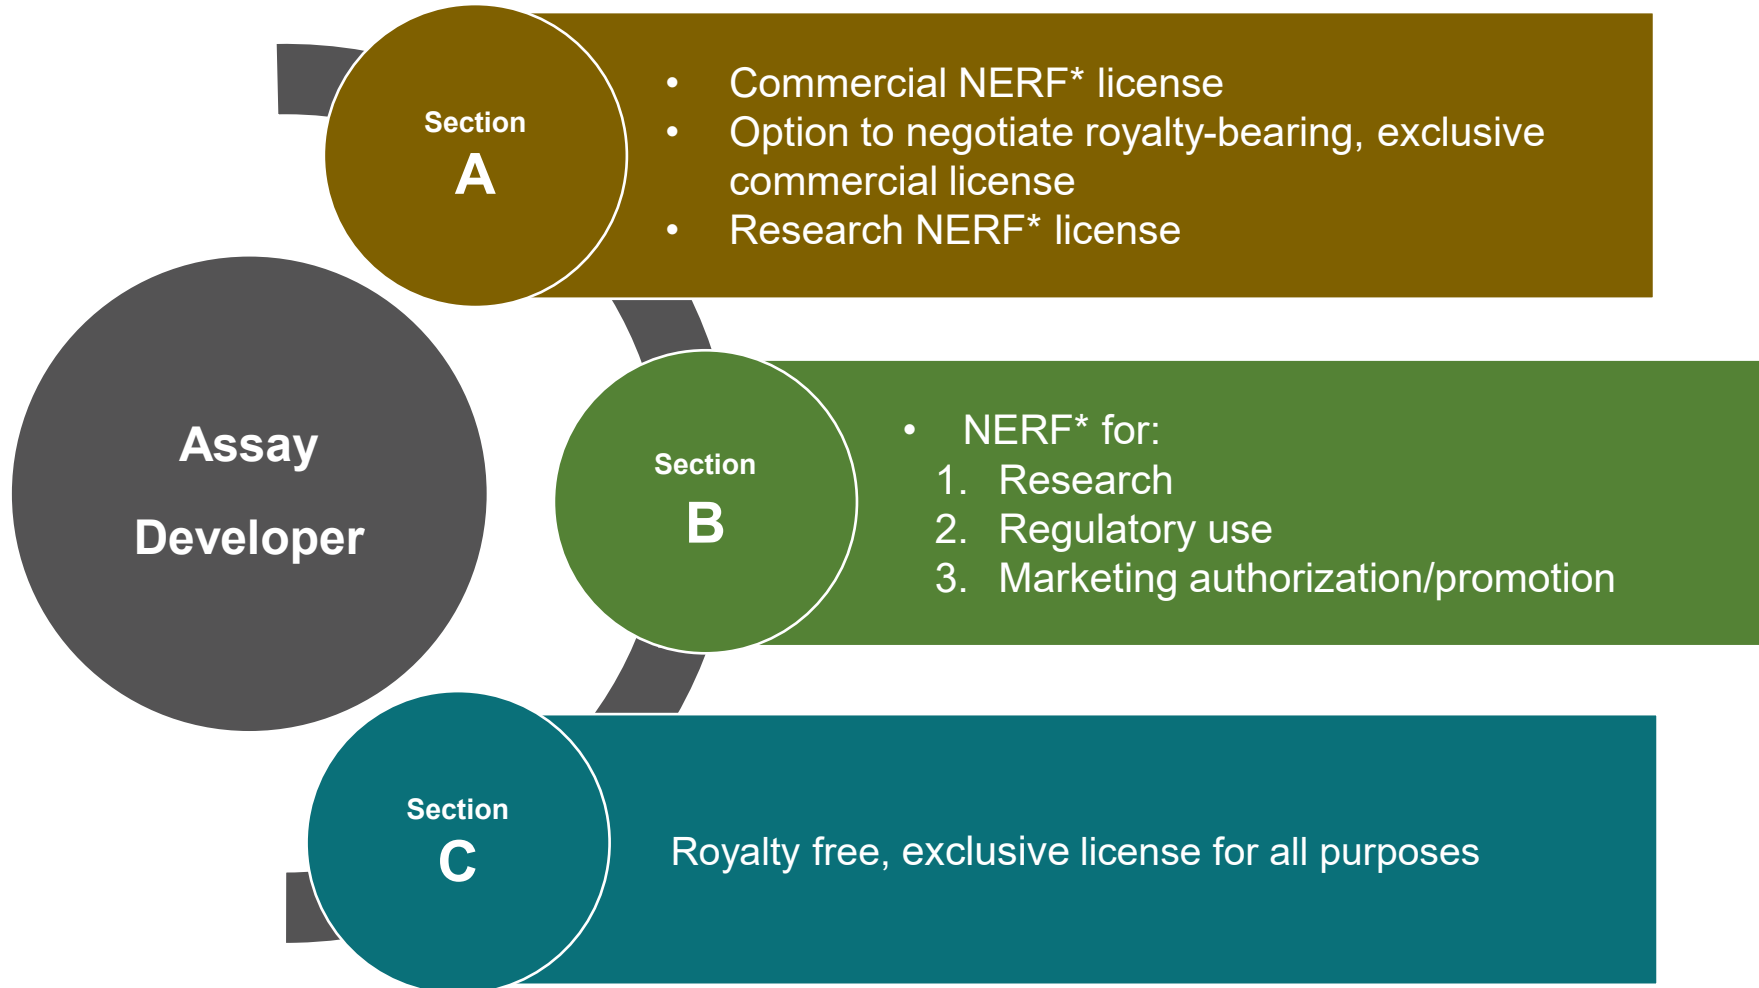 Assay
Developer
Section
A
• Commercial NERF* license
• Option to negotiate royalty-bearing, exclusive
commercial license
• Research NERF* license
Section
B
• NERF* for:
1. Research
2. Regulatory use
3. Marketing authorization/promotion
Section
C
Royalty free, exclusive license for all purposes